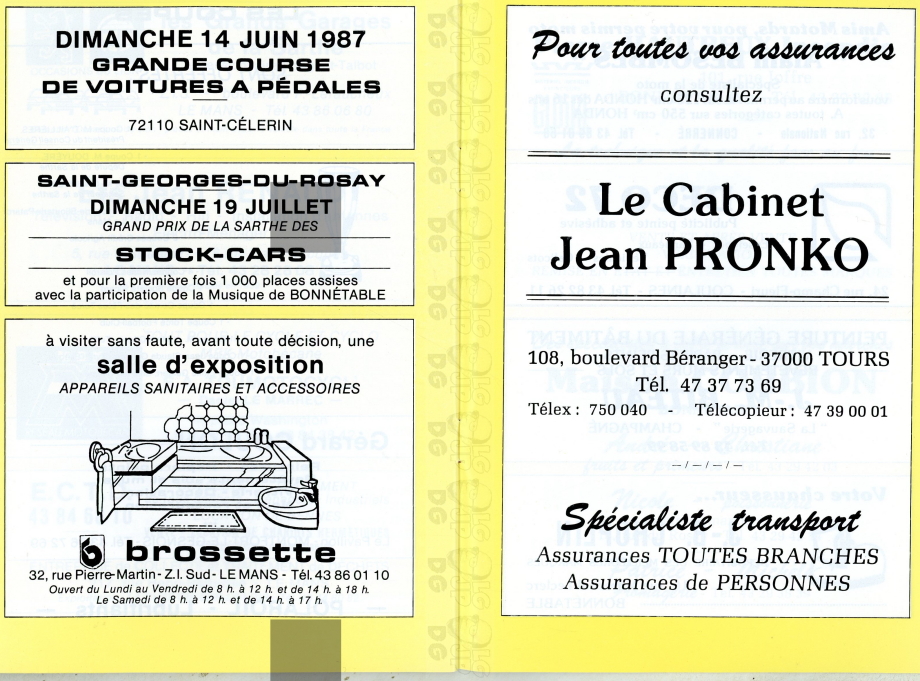 DIMANCHE 14 JUIN 1987
GRANDE COURSE
DE VOITURES A PÉDALES
72110 SAINT-CÉLERIN
SAINT-GEORGES-DU-ROSAY
DIMANCHE 19 JUILLET
GRAND PRIX DE LA SARTHE DES
STOCK-CARS
et pour la première fois 1 000 places assises
avec la participation de la Musique de BONNÉTABLE
à visiter sans faute, avant toute décision, une
salle d'exposition
APPAREILS SANITAIRES ET ACCESSOIRES
brossette
32, rue Pierre-Martin - Z.I. Sud - LE MANS - Tél. 43 86 01 10
Ouvert du Lundi au Vendredi de 8 h. à 12 h. et de 14 h. à 18 h.
Le Samedi de 8 h. à 12 h. et de 14 h. à 17 h.
Pour toutes vos assurances
consultez
Le Cabinet
Jean PRONKO
108, boulevard Béranger - 37000 TOURS
Tél. 47 37 73 69
Télex : 750 040 - Télécopieur : 47 39 00 01
— / — / — / —
Spécialiste transport
Assurances TOUTES BRANCHES
Assurances de PERSONNES